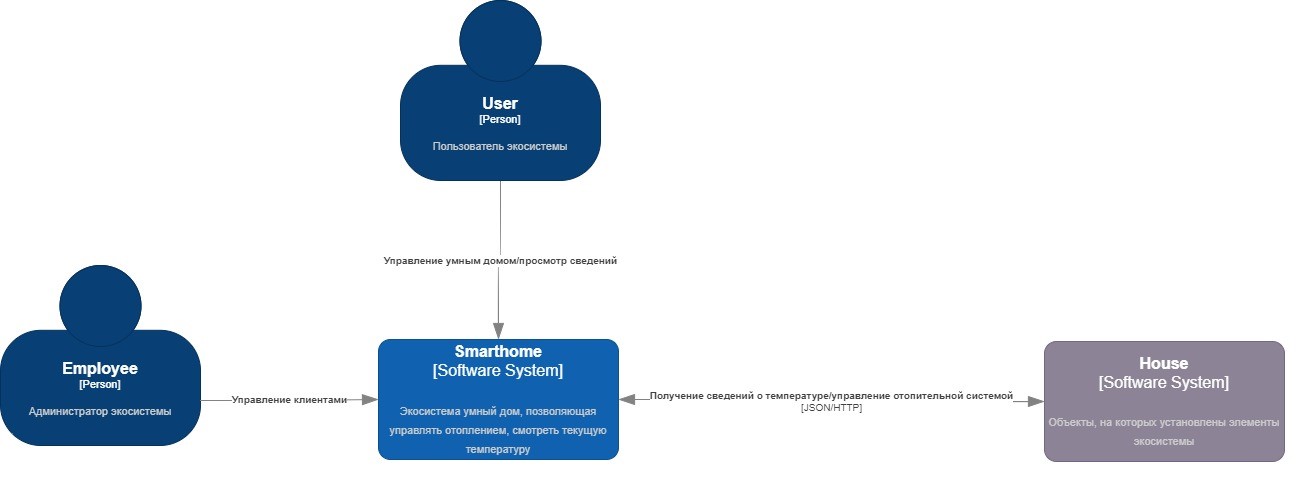 User
[Person]
Пользователь экосистемы
Управление умным домом/просмотр сведений
Employee
[Person]
Администратор экосистемы
Управление клиентами
Smarthome
[Software System]
Экосистема умный дом, позволяющая
управлять отоплением, смотреть текущую
температуру
Получение сведений о температуре/управление отопительной системой
[JSON/HTTP]
House
[Software System]
Объекты, на которых установлены элементы
экосистемы